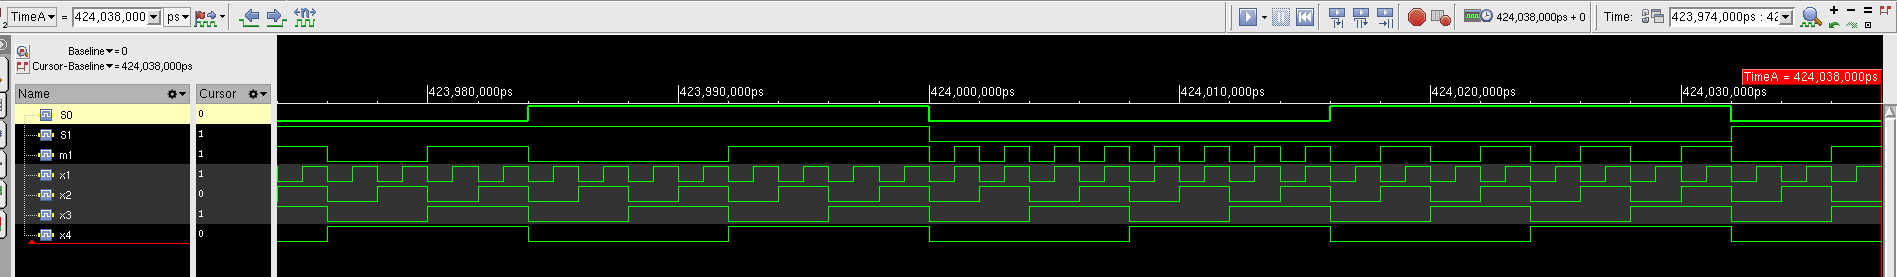 TimeA = 424,038,000 ps 424,038,000ps + 0 Time: 423,974,000ps : 42
2
Baseline = 0
Cursor-Baseline = 424,038,000ps
TimeA = 424,038,000ps
Name Cursor 423,980,000ps 423,990,000ps 424,000,000ps 424,010,000ps 424,020,000ps 424,030,000ps
S0 0
S1 1
m1 1
x1 1
x2 0
x3 1
x4 0